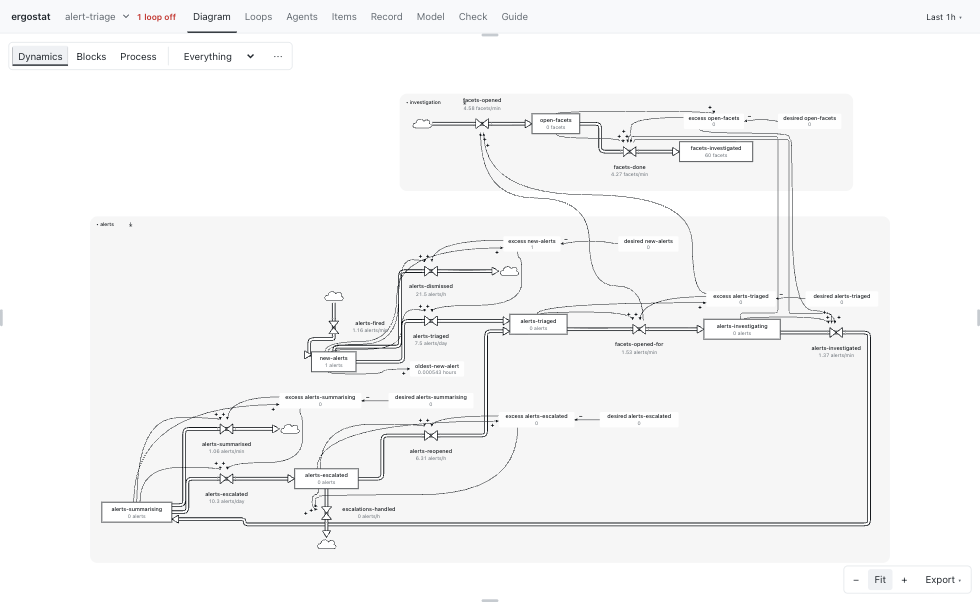 ergostat
alert-triage
1 loop off
Diagram
Loops
Agents
Items
Record
Model
Check
Guide
Last 1h
Dynamics
Blocks
Process
Everything
...
investigation
facets-opened
4.38 facets/min
open-facets
0 facets
excess open-facets
0
desired open-facets
0
facets-investigated
60 facets
facets-done
4.27 facets/min
alerts
excess new-alerts
1
desired new-alerts
0
alerts-dismissed
21.5 alerts/h
alerts-fired
1.16 alerts/min
alerts-triaged
7.5 alerts/day
new-alerts
1 alerts
oldest-new-alert
0.000543 hours
alerts-triaged
0 alerts
excess alerts-triaged
0
desired alerts-triaged
0
alerts-investigating
0 alerts
facets-opened-for
1.53 alerts/min
alerts-investigated
1.37 alerts/min
excess alerts-summarising
0
desired alerts-summarising
0
excess alerts-escalated
0
desired alerts-escalated
0
alerts-summarised
1.08 alerts/min
alerts-reopened
6.31 alerts/h
alerts-escalated
0 alerts
alerts-escalated
10.3 alerts/day
alerts-summarising
0 alerts
escalations-handled
0 alerts/h
− Fit + Export